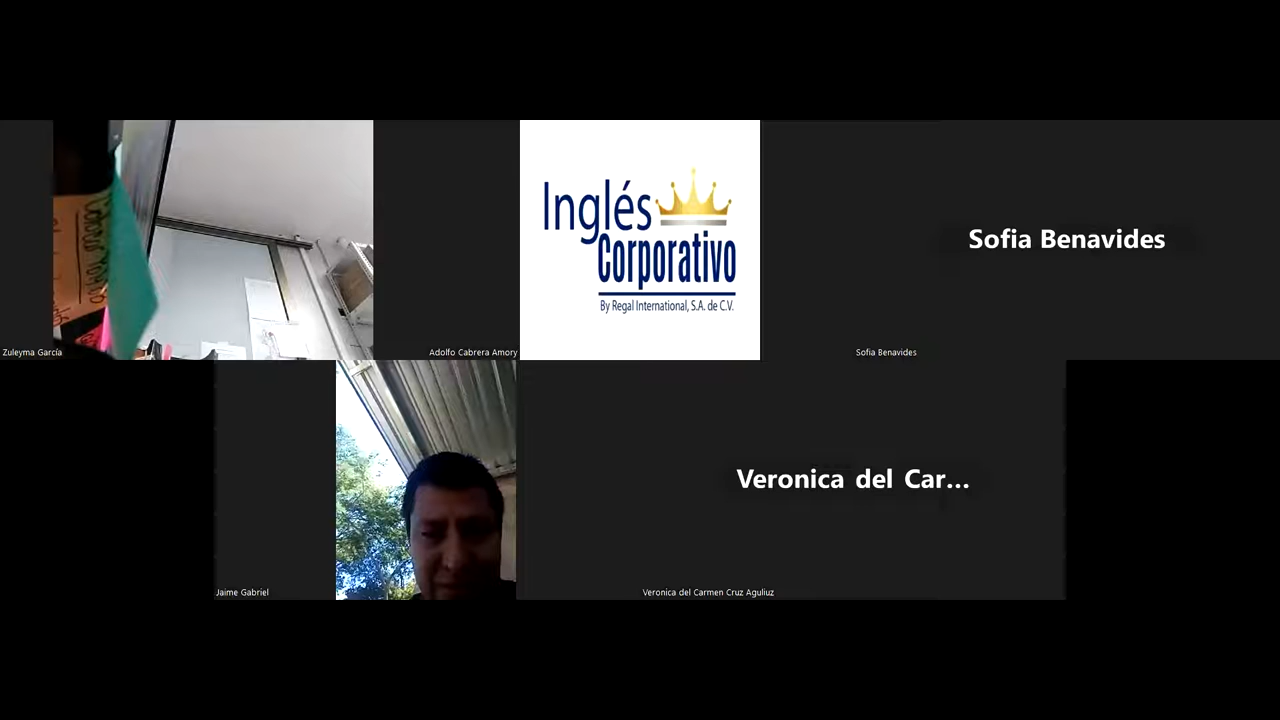 Inglés
Corporativo
By Regal International, S.A. de C.V.
Sofia Benavides
Zuleyma García
Adolfo Cabrera Amory
Sofia Benavides
Veronica del Car...
Jaime Gabriel
Veronica del Carmen Cruz Aguliuz